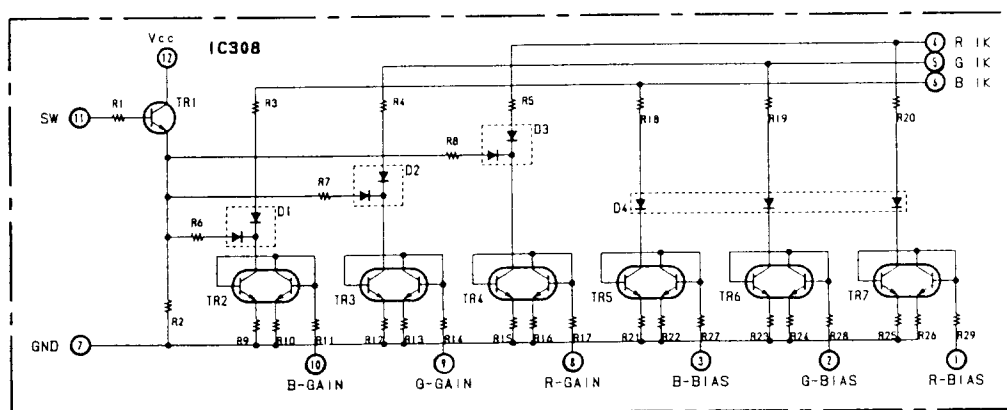 Vcc
IC308
12
4 R IK
5 G IK
6 B IK
SW 11 R1 TR1
R3 R4 R5 R18 R19 R20
R8 D3
R7 D2
R6 D1 D4
TR2 TR3 TR4 TR5 TR6 TR7
R2
R9 R10 R11 R12 R13 R14 R15 R16 R17 R21 R22 R27 R23 R24 R28 R25 R26 R29
GND 7
10 9 8 3 2 1
B-GAIN G-GAIN R-GAIN B-BIAS G-BIAS R-BIAS